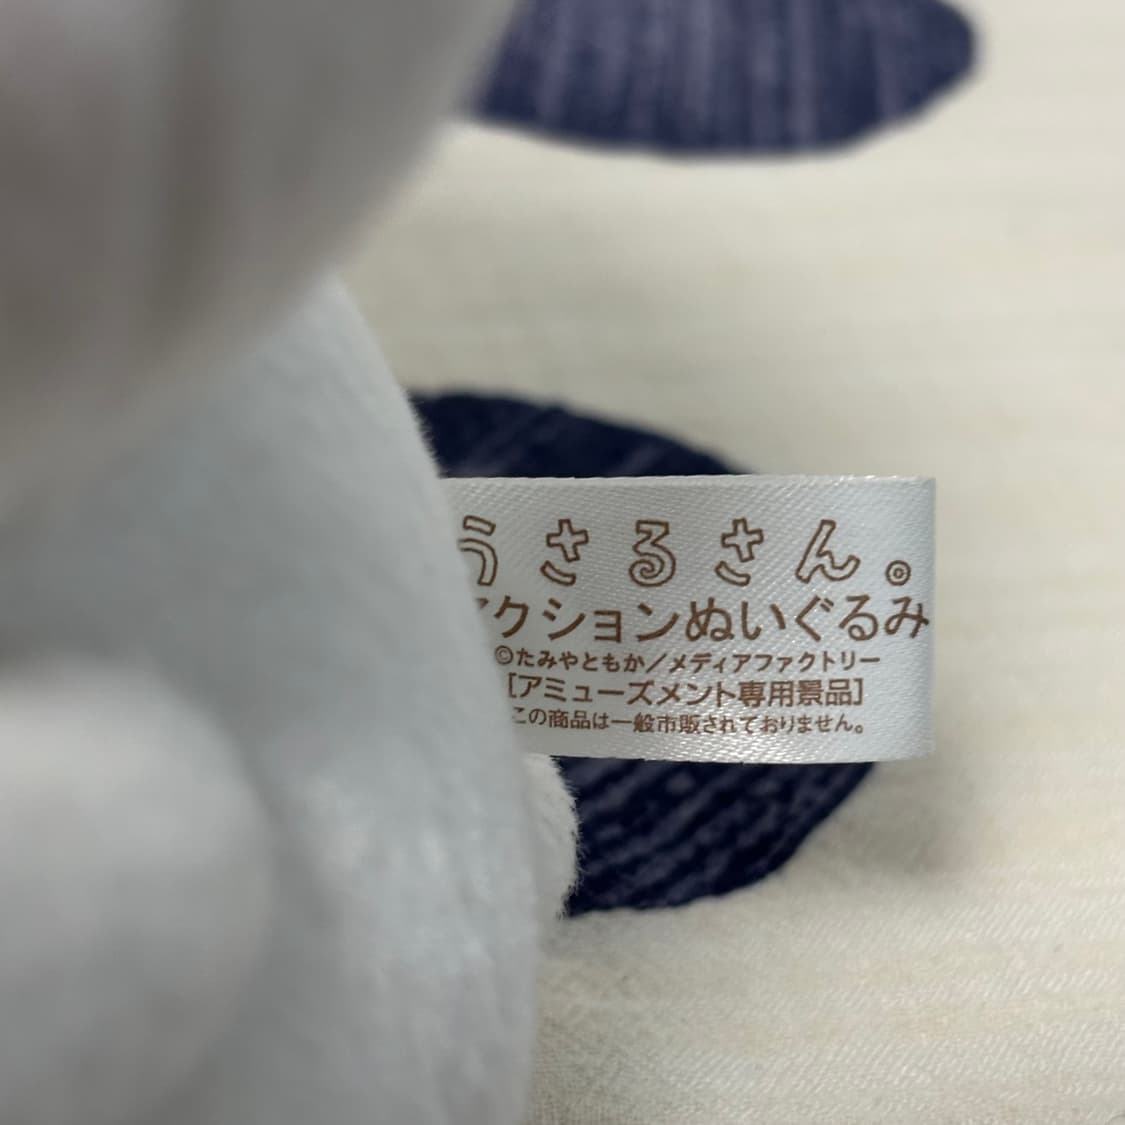 うさるさん。
クションぬいぐるみ
©たみやともか／メディアファクトリー
[アミューズメント専用景品]
この商品は一般市販されておりません。